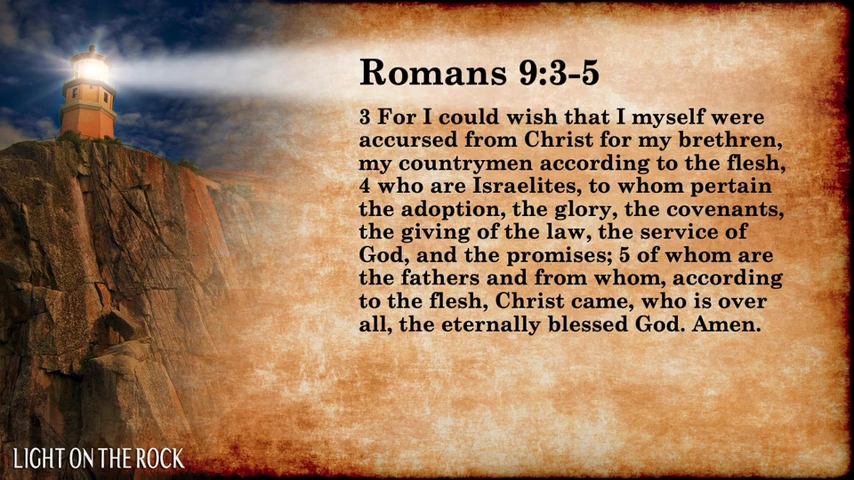 Romans 9:3-5
3 For I could wish that I myself were
accursed from Christ for my brethren,
my countrymen according to the flesh,
4 who are Israelites, to whom pertain
the adoption, the glory, the covenants,
the giving of the law, the service of
God, and the promises; 5 of whom are
the fathers and from whom, according
to the flesh, Christ came, who is over
all, the eternally blessed God. Amen.
LIGHT ON THE ROCK